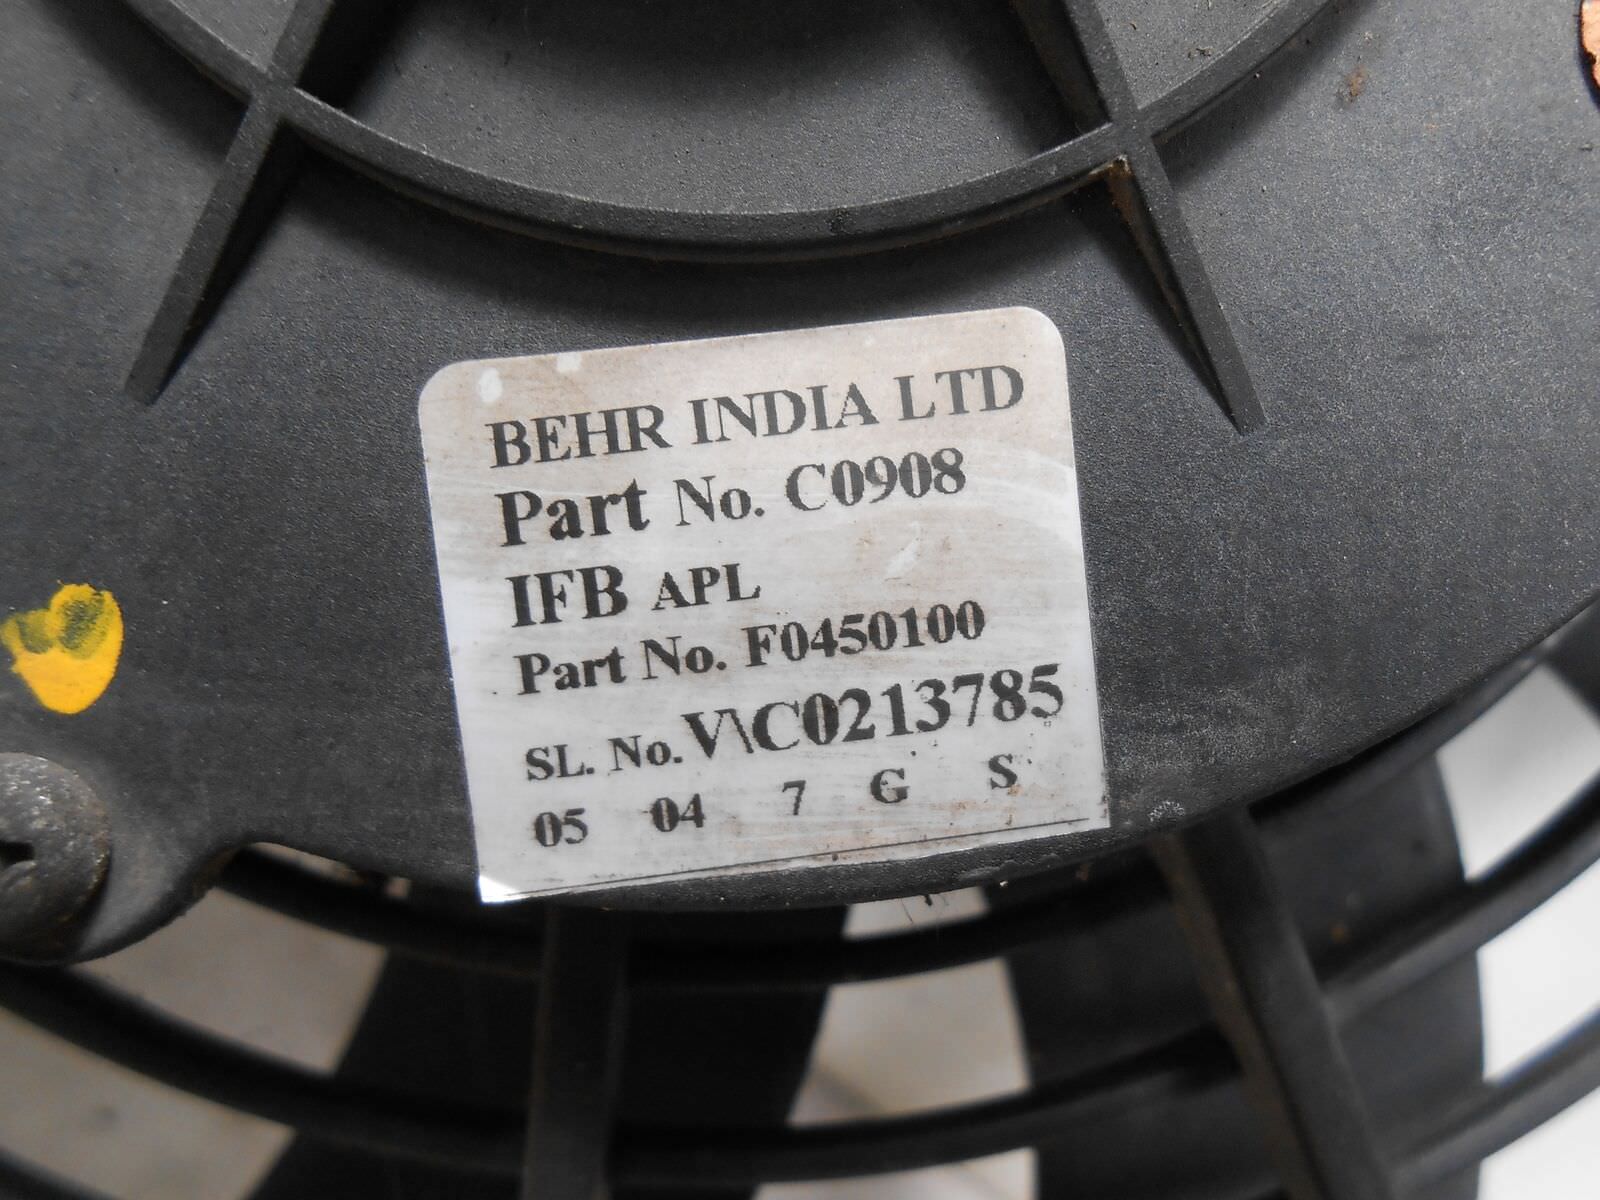 BEHR INDIA LTD
Part No. C0908
IFB APL
Part No. F0450100
SL. No. V\C0213785
05 04 7 G S